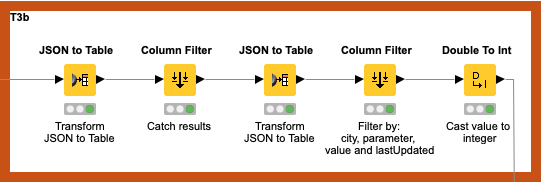 T3b
JSON to Table
Column Filter
JSON to Table
Column Filter
Double To Int
D
I
Transform
JSON to Table
Catch results
Transform
JSON to Table
Filter by:
city, parameter,
value and lastUpdated
Cast value to
integer